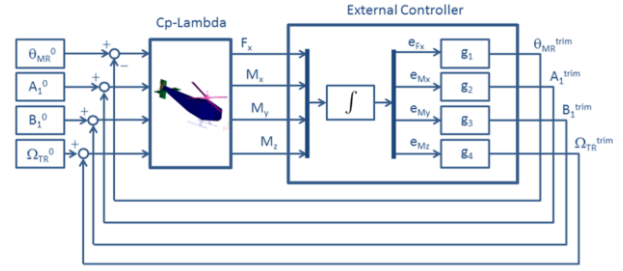 External Controller
Cp-Lambda
θMR⁰
+
−
Fx
∫
eFx
g₁
θMRᵗʳⁱᵐ
A₁⁰
+
Mx
eMx
g₂
A₁ᵗʳⁱᵐ
B₁⁰
+
My
eMy
g₃
B₁ᵗʳⁱᵐ
ΩTR⁰
+
Mz
eMz
g₄
ΩTRᵗʳⁱᵐ